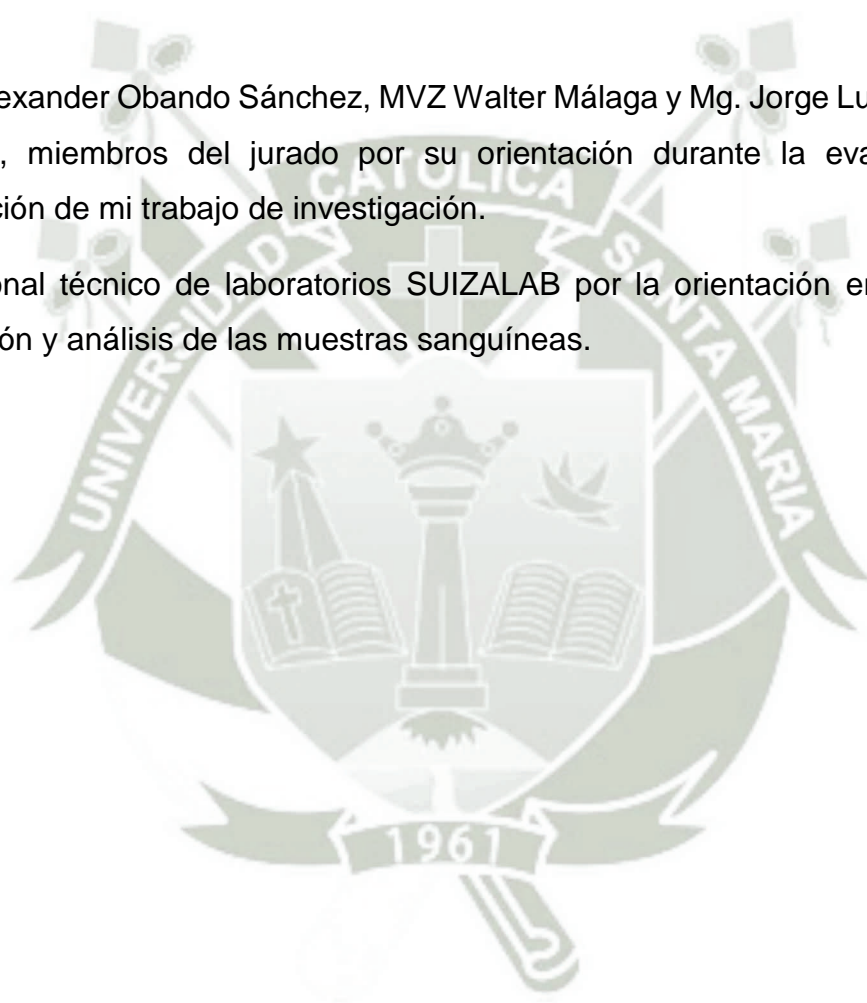 exander Obando Sánchez, MVZ Walter Málaga y Mg. Jorge Lu
, miembros del jurado por su orientación durante la eva
ción de mi trabajo de investigación.
onal técnico de laboratorios SUIZALAB por la orientación en
ón y análisis de las muestras sanguíneas.
UNIVERSIDAD CATOLICA SANTA MARIA
1961